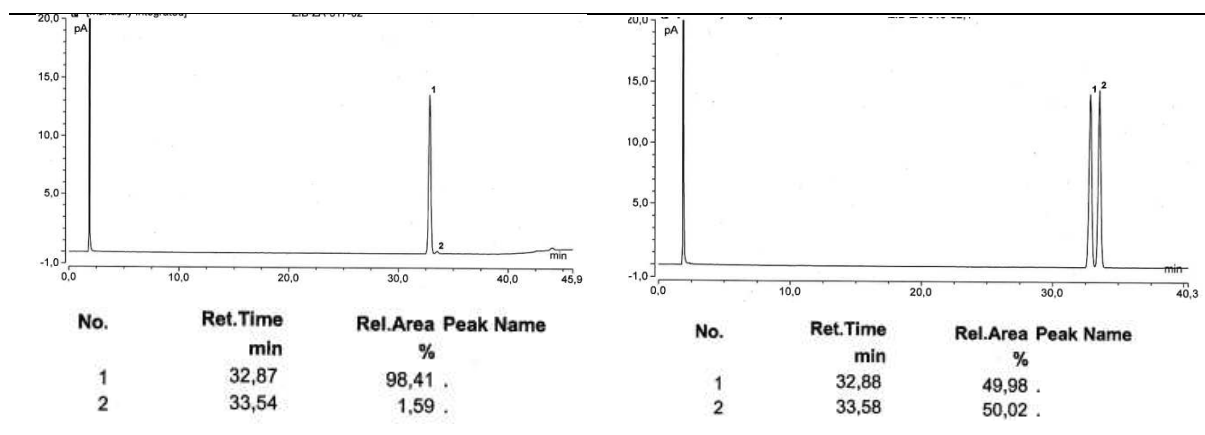 20,0
pA
15,0
10,0
5,0
-1,0
1
2
min
0,0 10,0 20,0 30,0 40,0 45,9
No. Ret.Time Rel.Area Peak Name
min %
1 32,87 98,41 .
2 33,54 1,59 .
20,0
pA
15,0
10,0
5,0
-1,0
1 2
min
0,0 10,0 20,0 30,0 40,3
No. Ret.Time Rel.Area Peak Name
min %
1 32,88 49,98 .
2 33,58 50,02 .